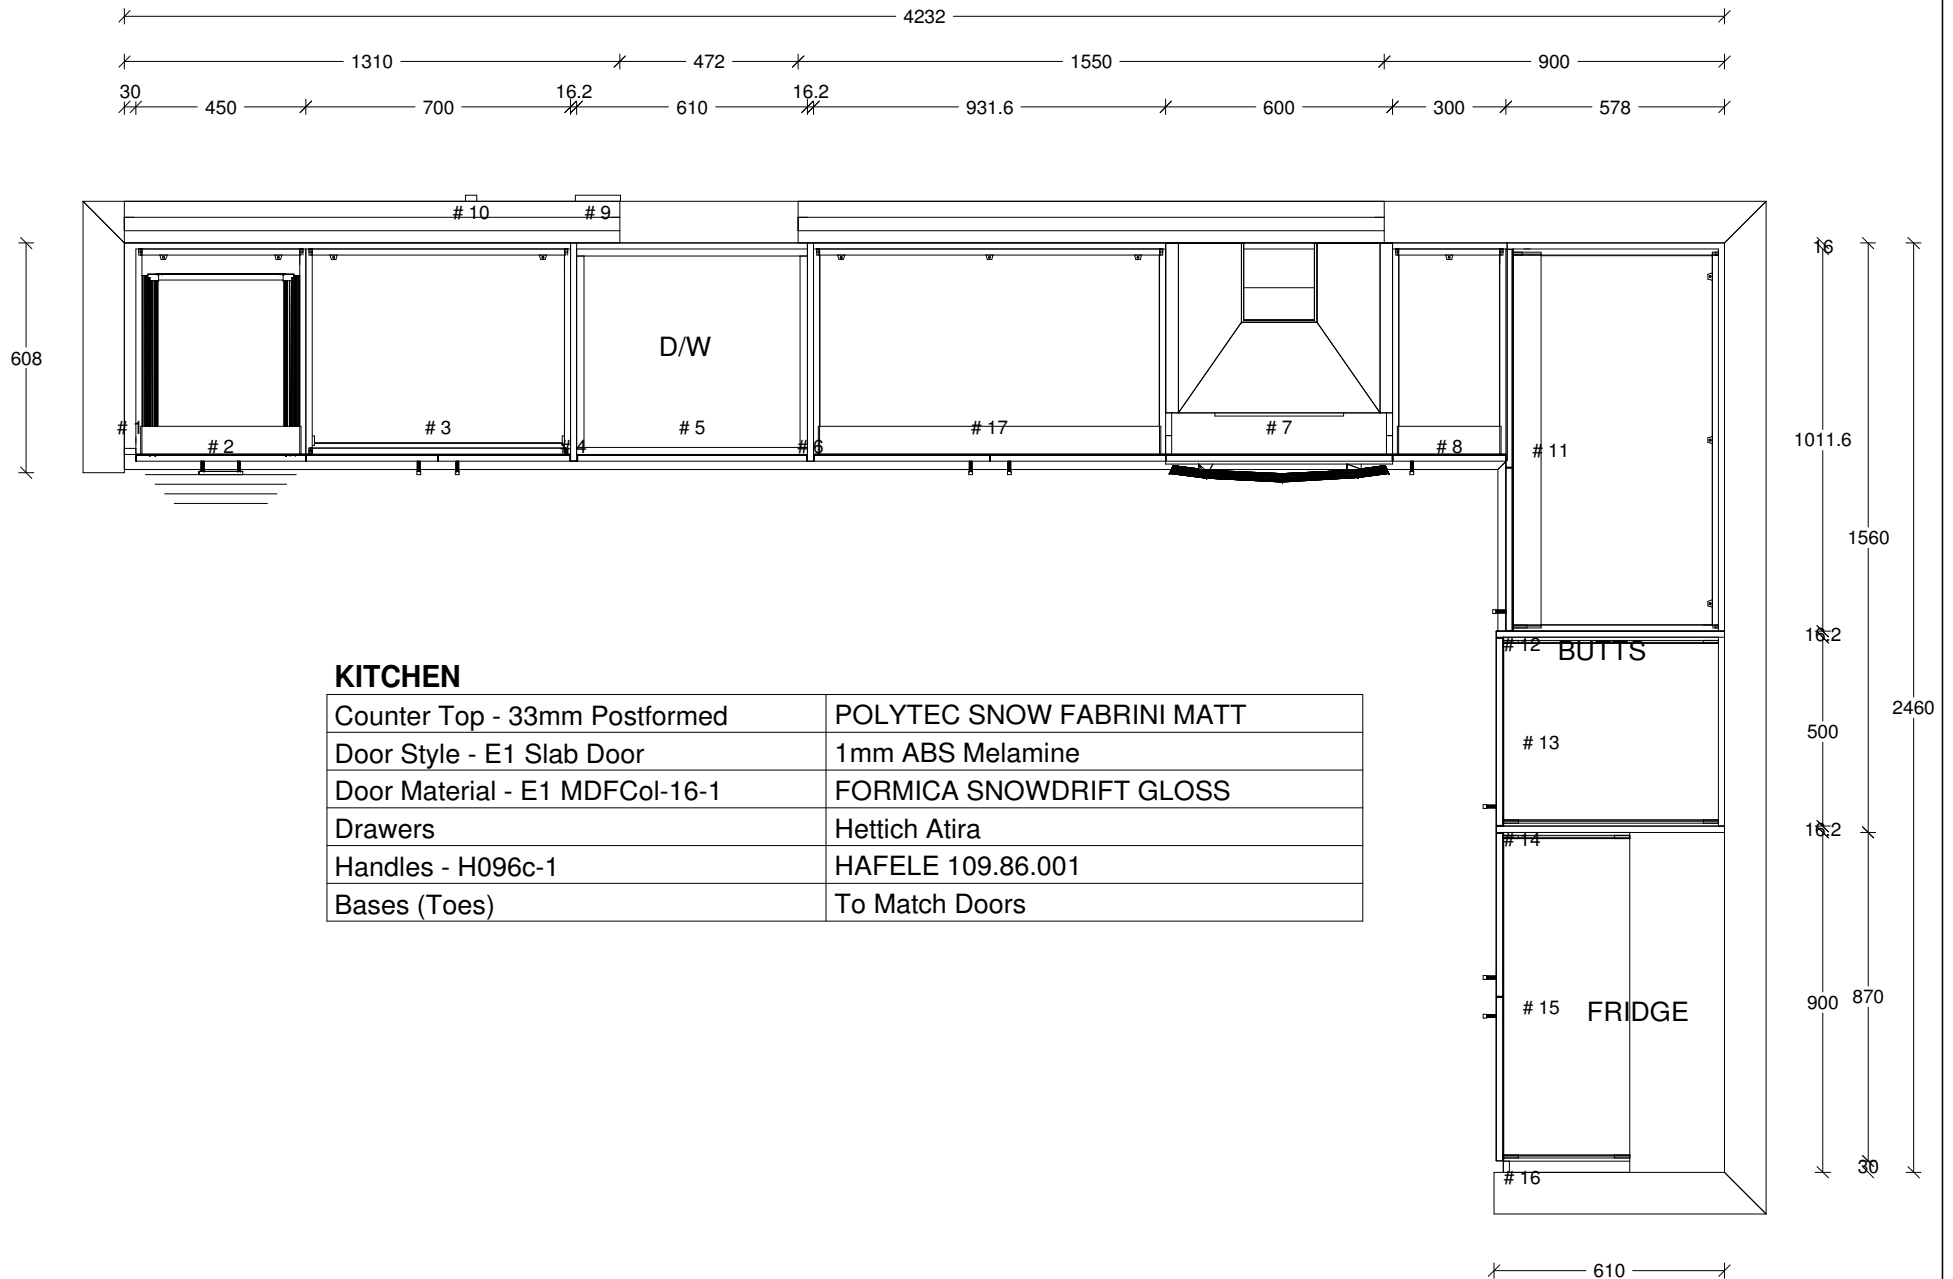 4232
1310 472 1550 900
30 16.2 16.2
450 700 610 931.6 600 300 578
# 10 # 9
16
608
D/W
# 1 # 3 # 5 # 17 # 7
# 2 # 4 # 6 # 8 # 11
1011.6
1560
16.2
# 12 BUTTS
KITCHEN
Counter Top - 33mm Postformed POLYTEC SNOW FABRINI MATT
2460
Door Style - E1 Slab Door 1mm ABS Melamine
# 13 500
Door Material - E1 MDFCol-16-1 FORMICA SNOWDRIFT GLOSS
Drawers Hettich Atira
16.2
# 14
Handles - H096c-1 HAFELE 109.86.001
Bases (Toes) To Match Doors
# 15 FRIDGE 900 870
30
# 16
610